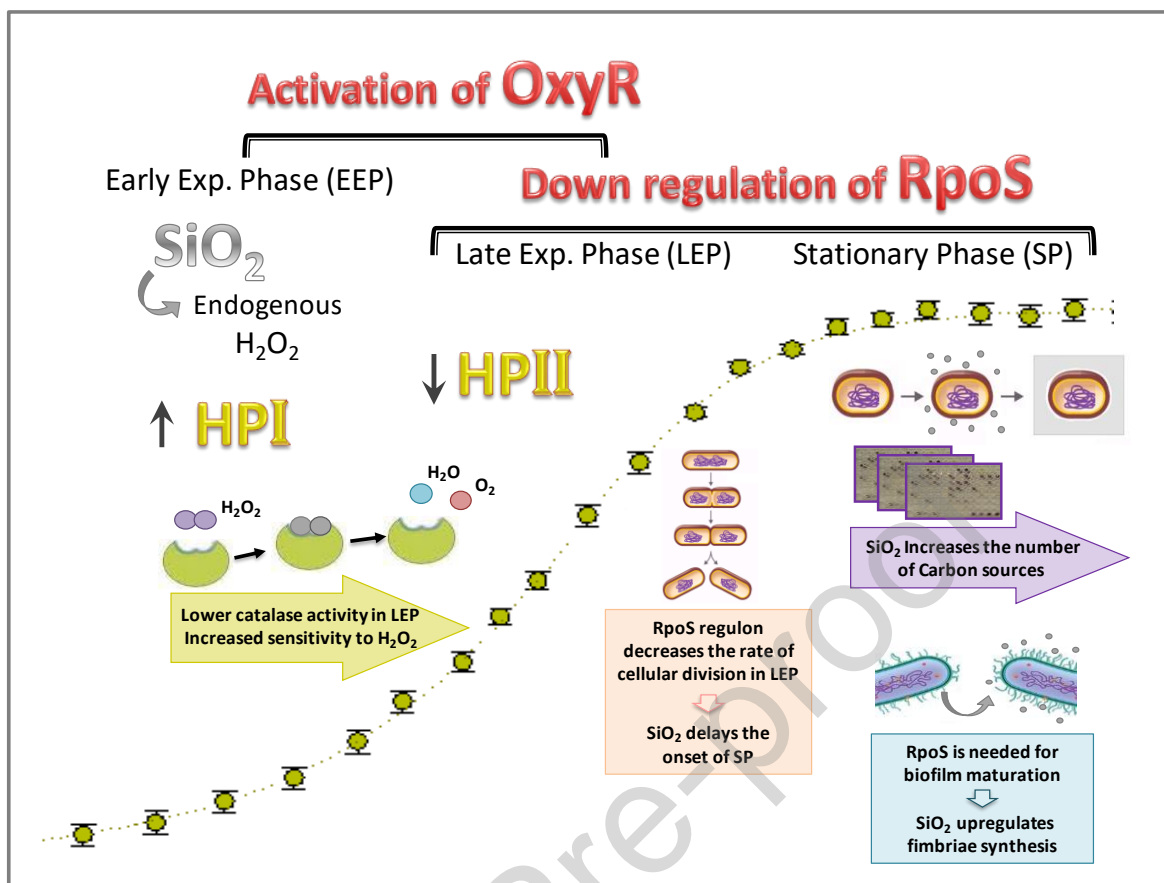 Activation of OxyR
Early Exp. Phase (EEP)
Down regulation of RpoS
Late Exp. Phase (LEP)
Stationary Phase (SP)
SiO₂
Endogenous
H₂O₂
↑ HPI
↓ HPII
H₂O₂
H₂O
O₂
Lower catalase activity in LEP
Increased sensitivity to H₂O₂
RpoS regulon
decreases the rate of
cellular division in LEP
SiO₂ delays the
onset of SP
SiO₂ Increases the number
of Carbon sources
RpoS is needed for
biofilm maturation
SiO₂ upregulates
fimbriae synthesis
re-proof